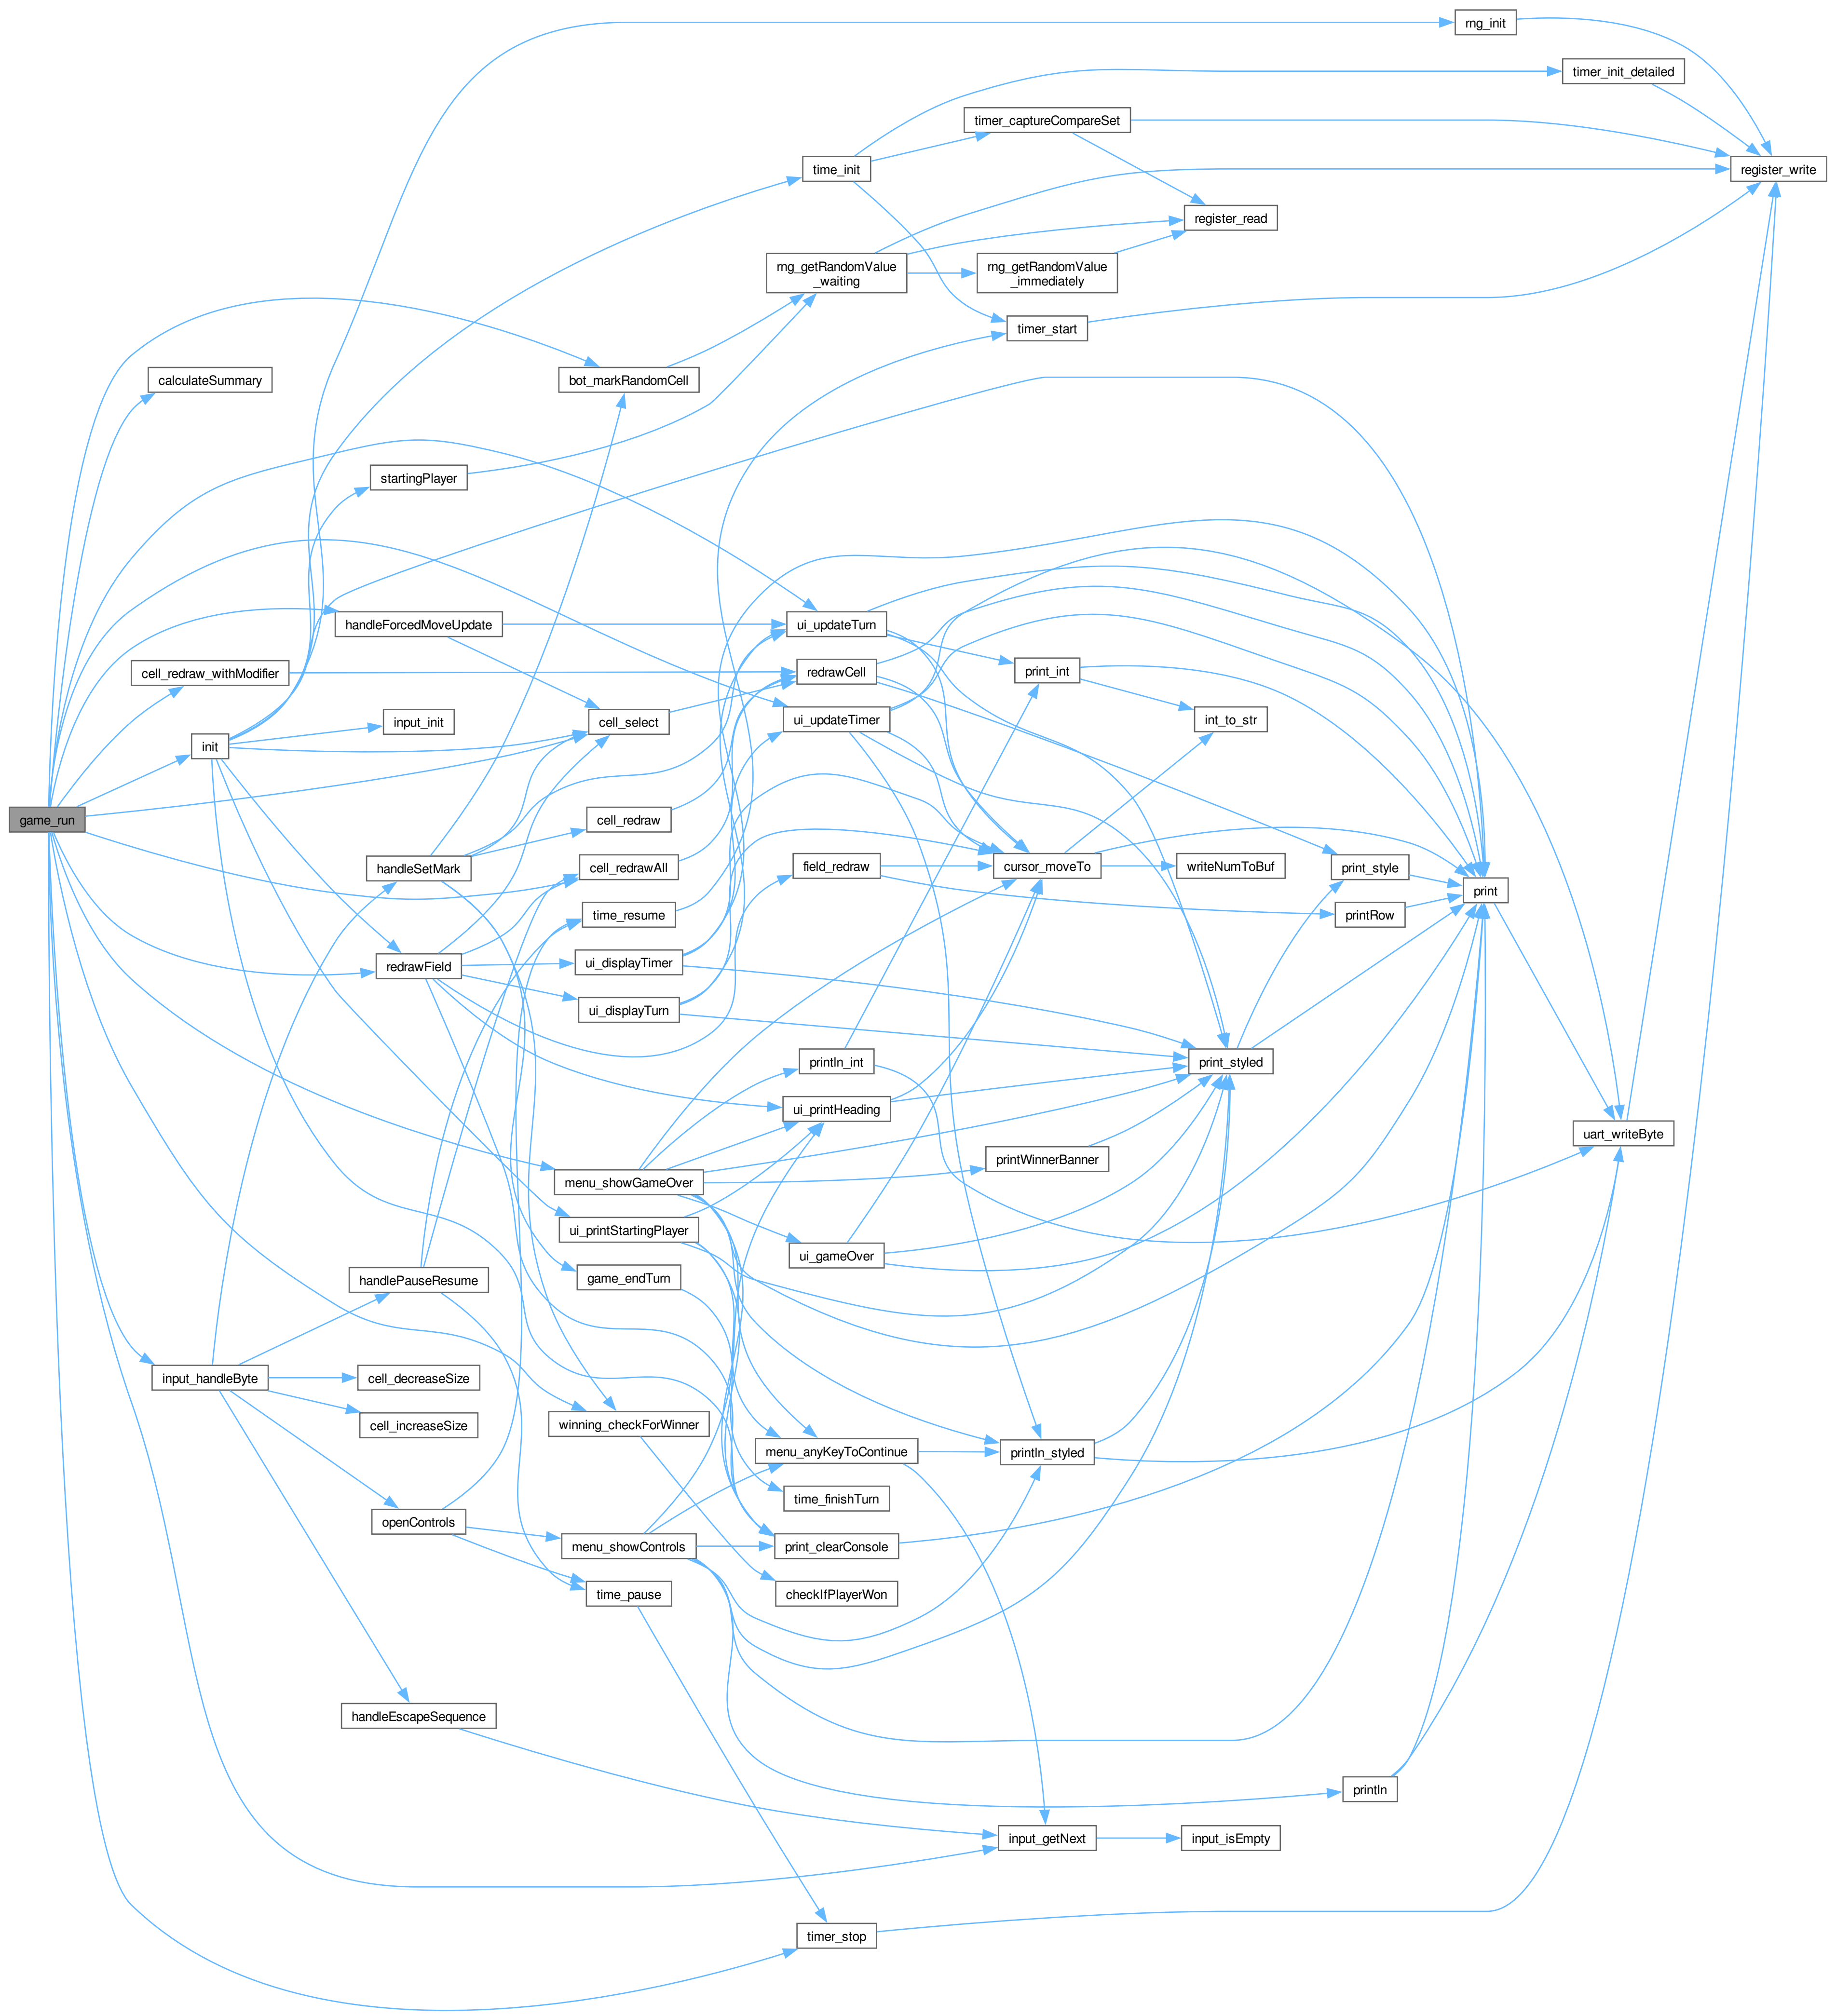 rng_init
timer_init_detailed
timer_captureCompareSet
time_init
register_write
register_read
rng_getRandomValue
_waiting
rng_getRandomValue
_immediately
timer_start
calculateSummary
bot_markRandomCell
startingPlayer
handleForcedMoveUpdate
ui_updateTurn
cell_redraw_withModifier
redrawCell
print_int
input_init
cell_select
ui_updateTimer
int_to_str
init
game_run
cell_redraw
handleSetMark
cell_redrawAll
field_redraw
cursor_moveTo
writeNumToBuf
print_style
print
time_resume
printRow
redrawField
ui_displayTimer
ui_displayTurn
println_int
print_styled
ui_printHeading
uart_writeByte
printWinnerBanner
menu_showGameOver
ui_printStartingPlayer
ui_gameOver
handlePauseResume
game_endTurn
input_handleByte
cell_decreaseSize
cell_increaseSize
winning_checkForWinner
menu_anyKeyToContinue
println_styled
time_finishTurn
openControls
menu_showControls
print_clearConsole
time_pause
checkIfPlayerWon
handleEscapeSequence
println
input_getNext
input_isEmpty
timer_stop